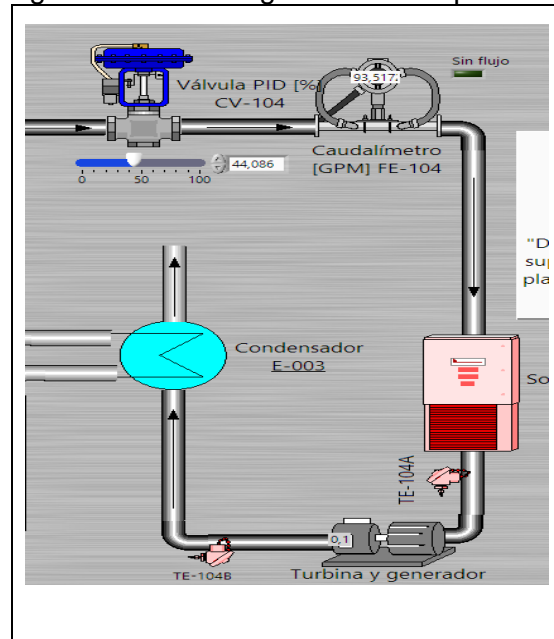 Sin flujo
93,517
Válvula PID [%]
CV-104
44,086
0 50 100
Caudalímetro
[GPM] FE-104
"D
su
pla
Condensador
E-003
So
TE-104A
0,1
TE-104B
Turbina y generador